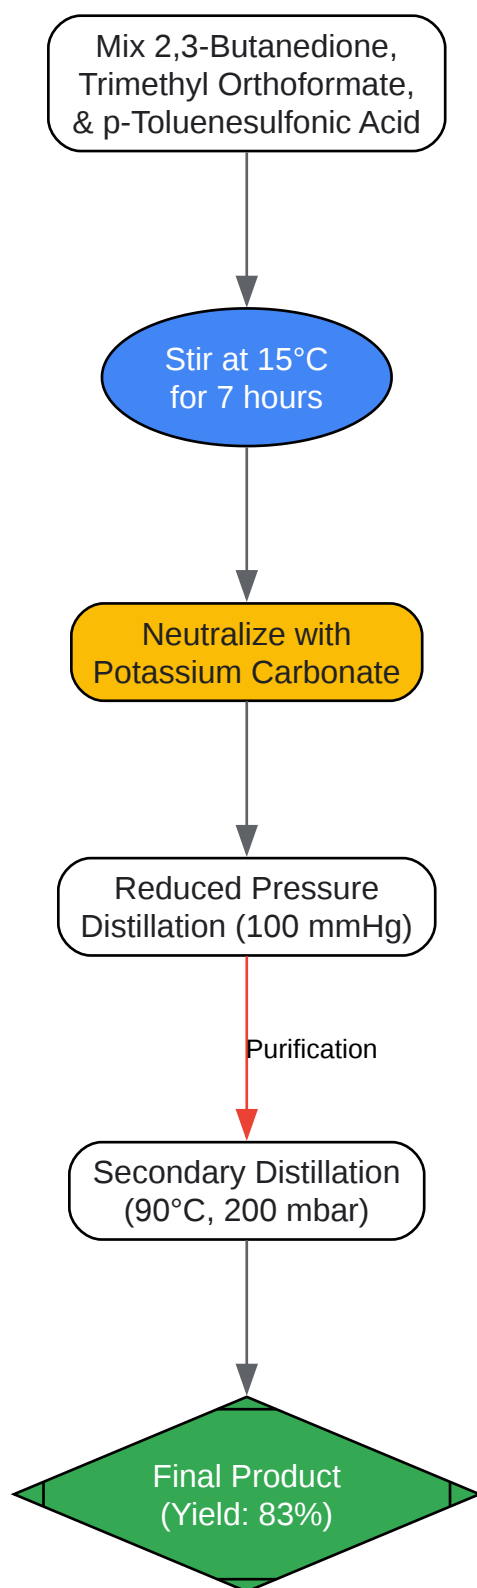 Mix 2,3-Butanedione,
Trimethyl Orthoformate,
& p-Toluenesulfonic Acid
Stir at 15°C
for 7 hours
Neutralize with
Potassium Carbonate
Reduced Pressure
Distillation (100 mmHg)
Purification
Secondary Distillation
(90°C, 200 mbar)
Final Product
(Yield: 83%)